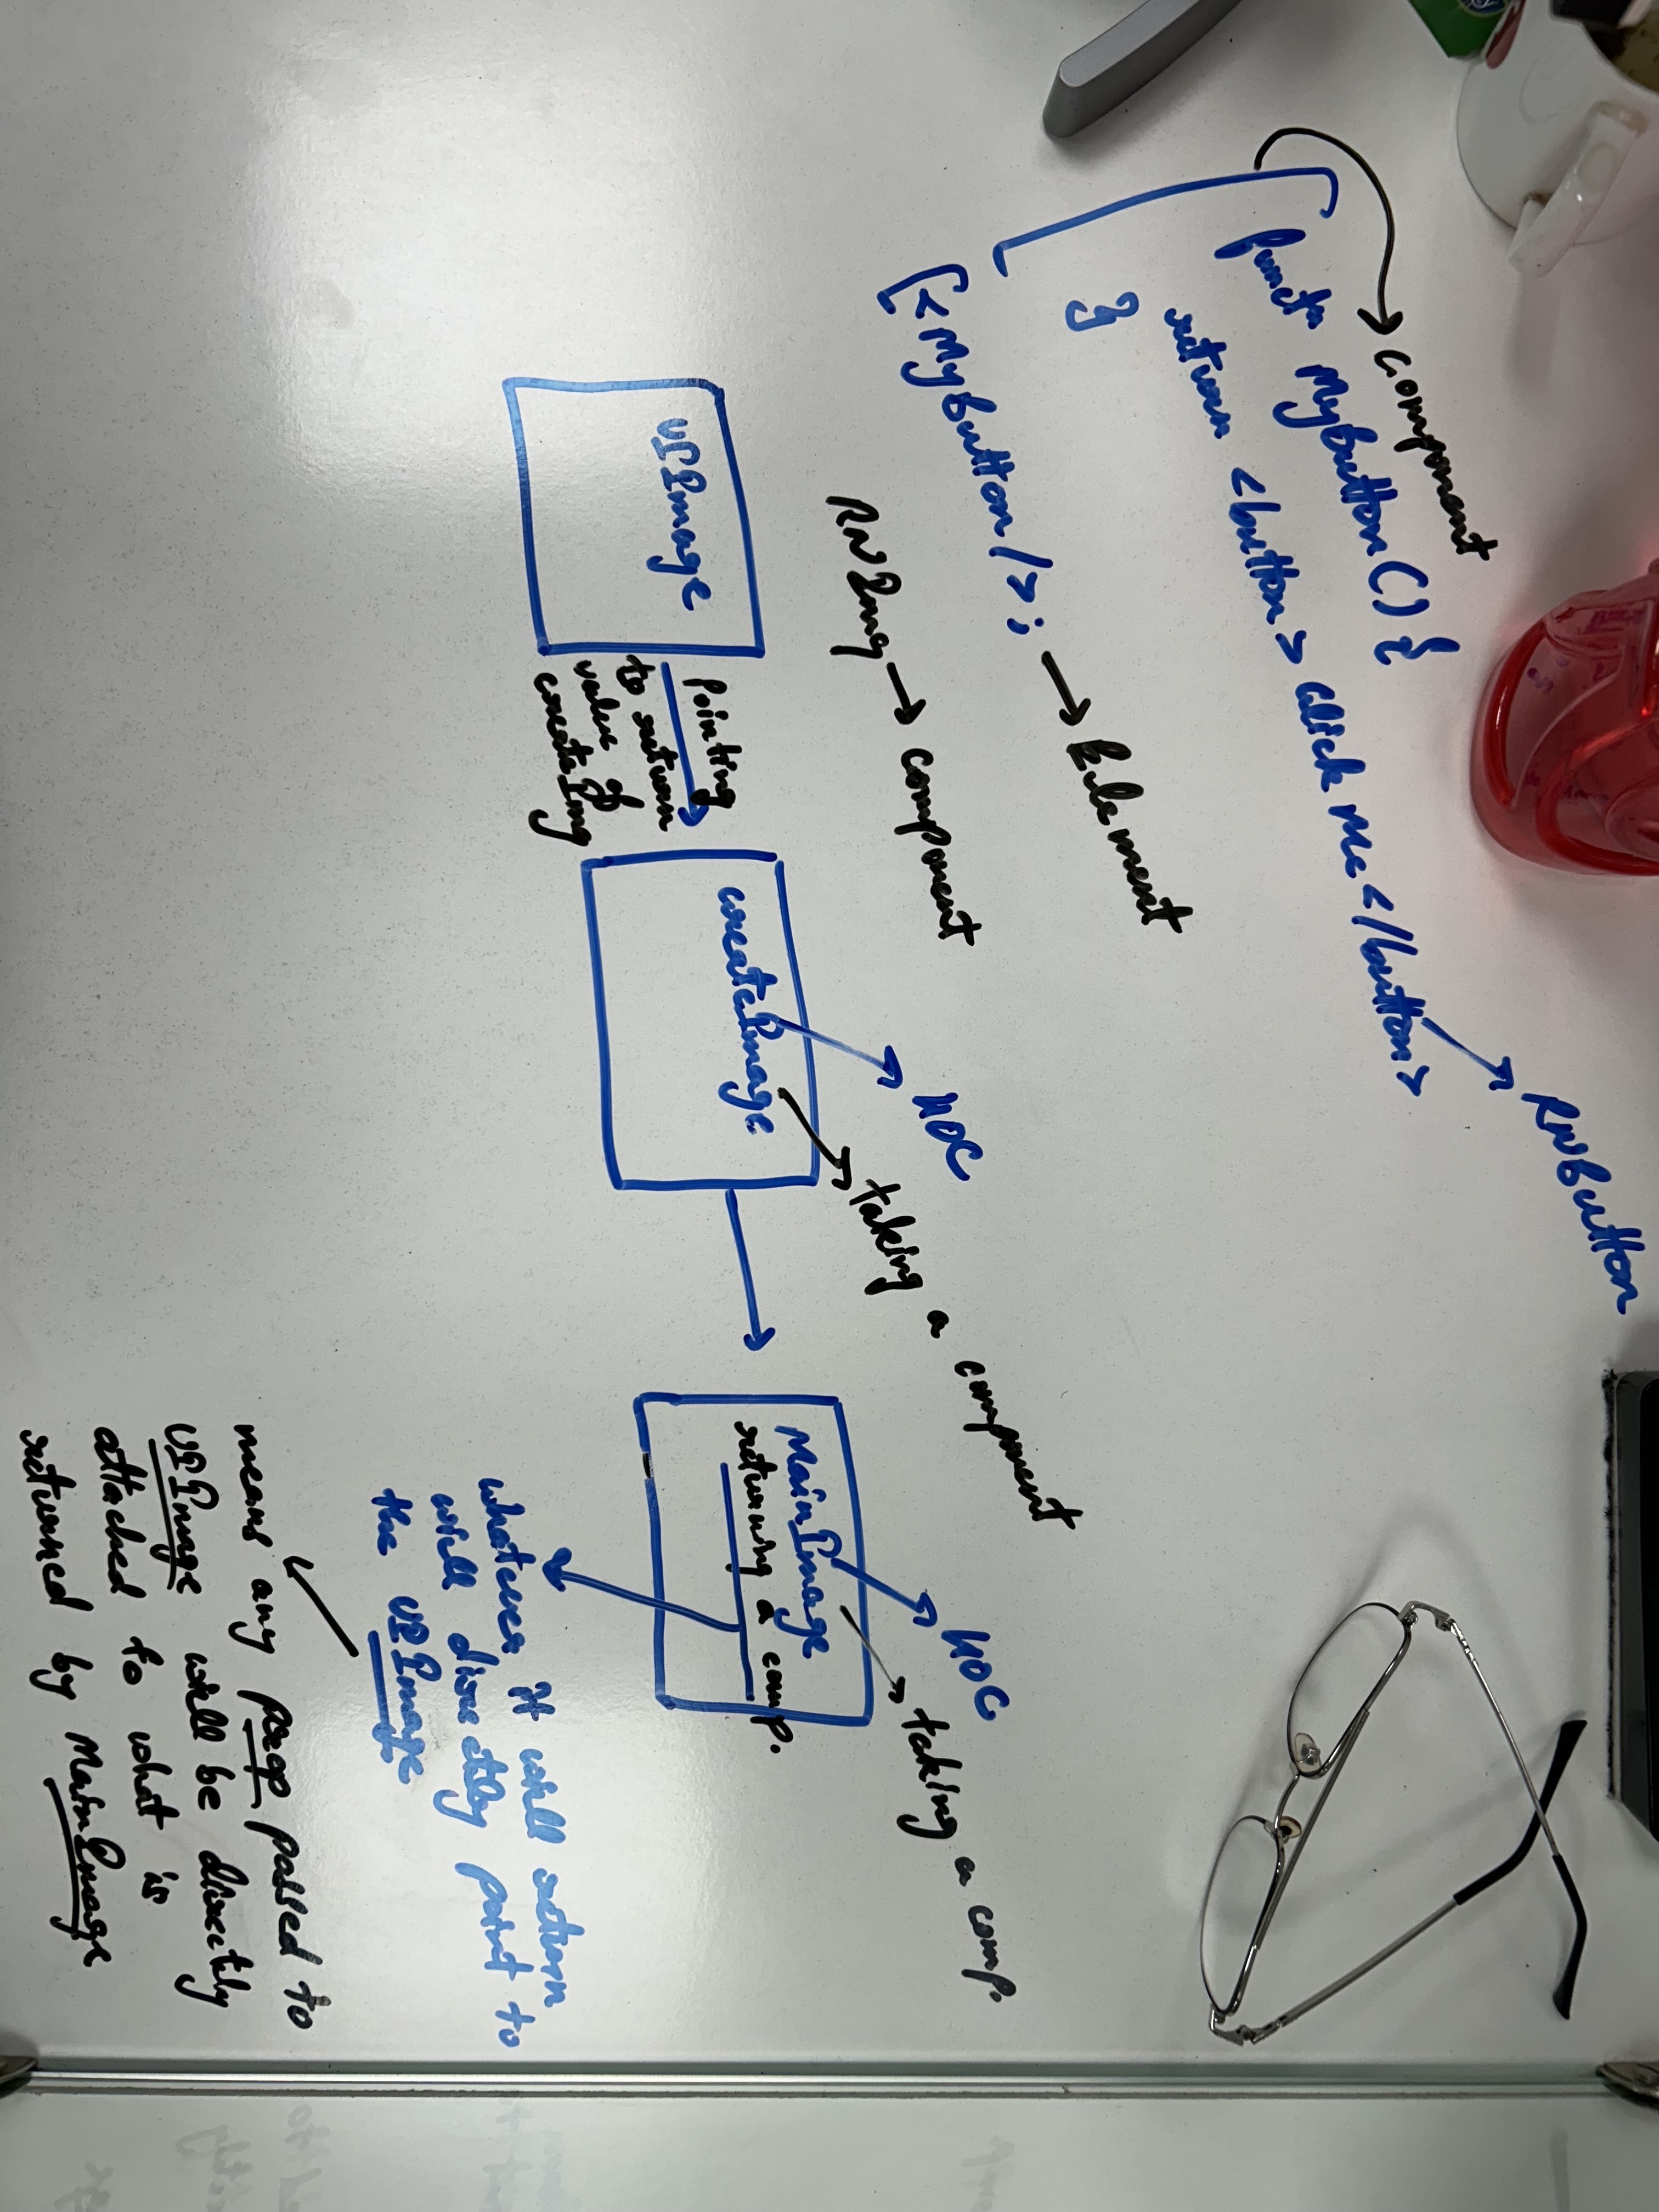 component
functn Mybutton() {
return <button> click me </button>
RNbutton
}
[<Mybutton/>; → Element
RNImg → component
UIImage
Pointing
to return
value of
createImg
createImage
HOC
taking a component
MainImage
returning a comp.
HOC
taking a comp.
whatever it will return
will directly point to
the UIImage
means any prop passed to
UIImage will be directly
attached to what is
returned by MainImage